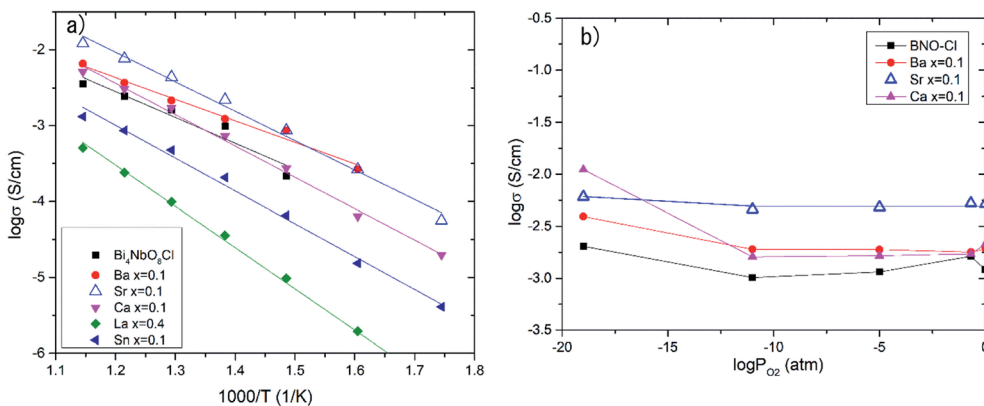 a)
logσ (S/cm)
-2
-3
-4
-5
-6
Bi₄NbO₈Cl
Ba x=0.1
Sr x=0.1
Ca x=0.1
La x=0.4
Sn x=0.1
1.1 1.2 1.3 1.4 1.5 1.6 1.7 1.8
1000/T (1/K)
b)
logσ (S/cm)
-0.5
-1.0
-1.5
-2.0
-2.5
-3.0
-3.5
BNO-Cl
Ba x=0.1
Sr x=0.1
Ca x=0.1
-20 -15 -10 -5 0
logP_O2 (atm)